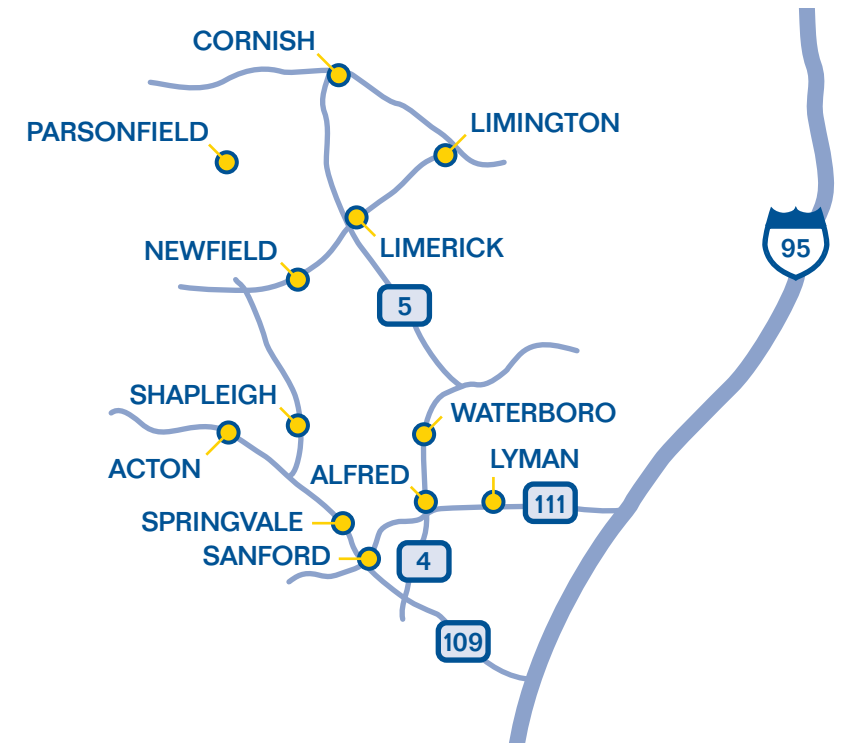 CORNISH
LIMINGTON
PARSONFIELD
95
NEWFIELD
LIMERICK
5
SHAPLEIGH
WATERBORO
ACTON
ALFRED
LYMAN
111
SPRINGVALE
SANFORD
4
109